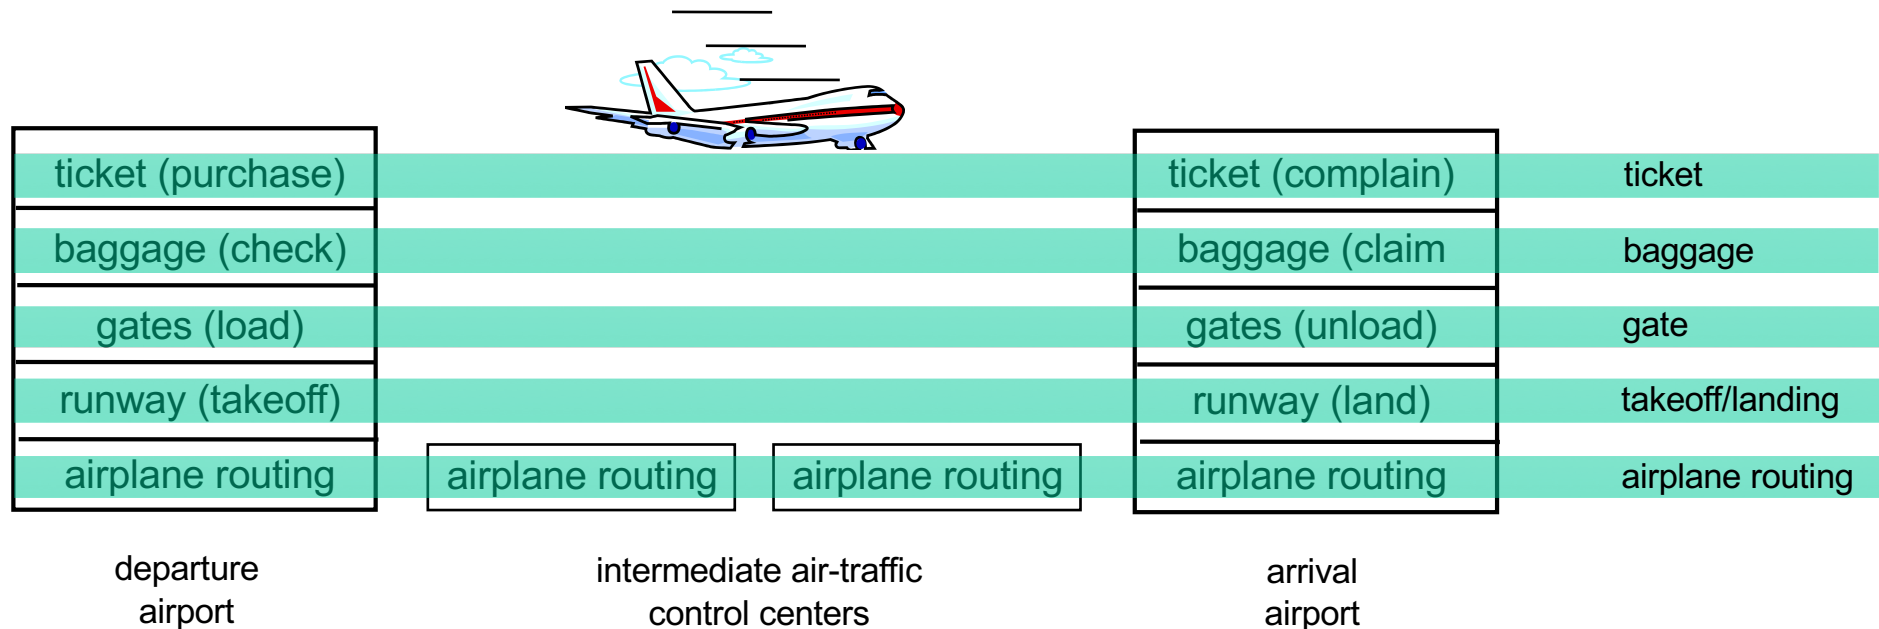 ticket (purchase) ticket (complain) ticket
baggage (check) baggage (claim baggage
gates (load) gates (unload) gate
runway (takeoff) runway (land) takeoff/landing
airplane routing airplane routing airplane routing airplane routing airplane routing
departure
airport
intermediate air-traffic
control centers
arrival
airport